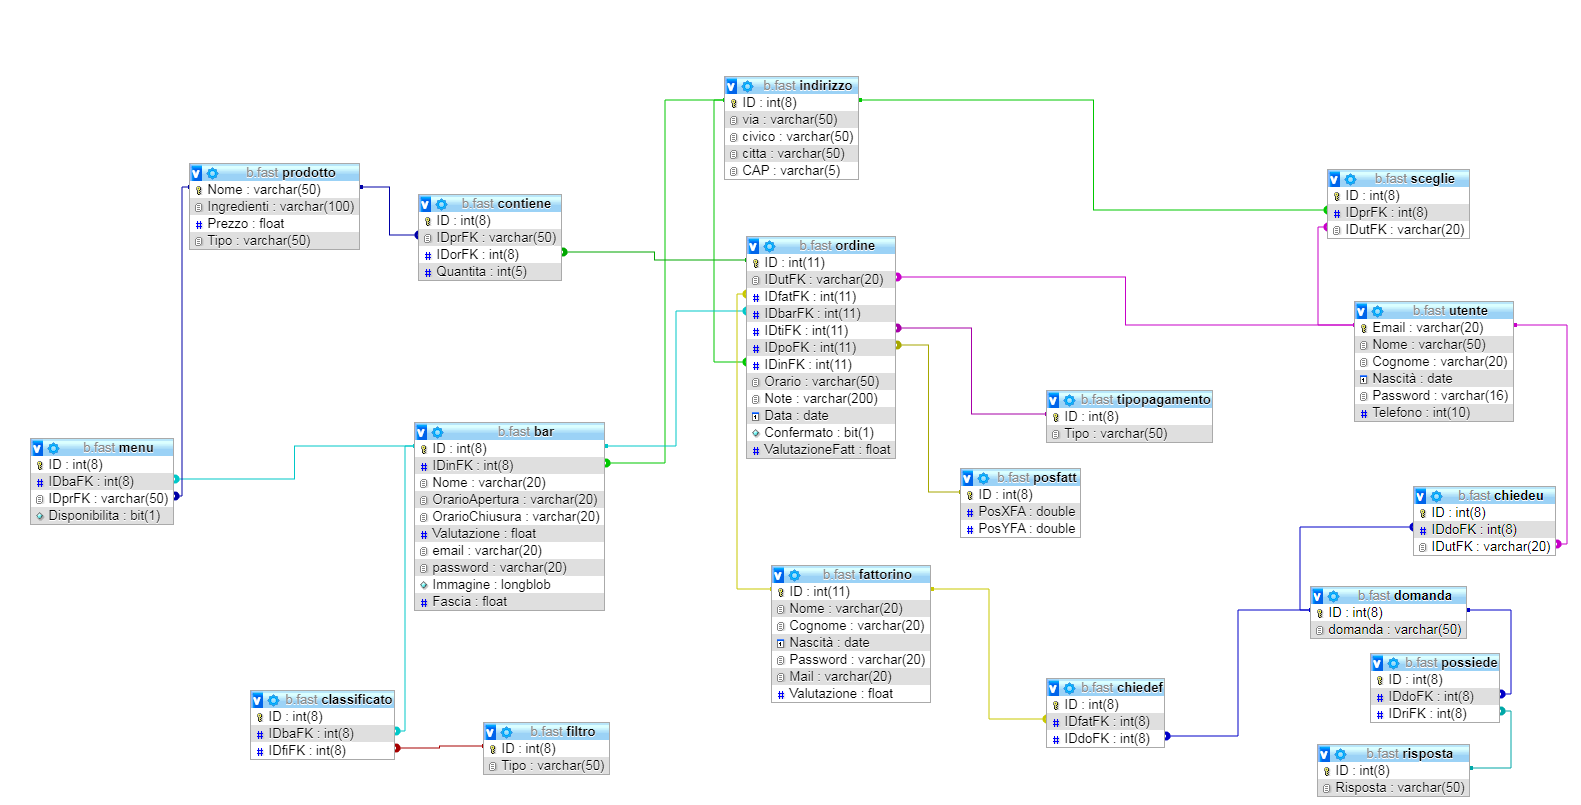 b.fast indirizzo
ID : int(8)
via : varchar(50)
civico : varchar(50)
citta : varchar(50)
CAP : varchar(5)
b.fast prodotto
Nome : varchar(50)
Ingredienti : varchar(100)
Prezzo : float
Tipo : varchar(50)
b.fast contiene
ID : int(8)
IDprFK : varchar(50)
IDorFK : int(8)
Quantita : int(5)
b.fast sceglie
ID : int(8)
IDprFK : int(8)
IDutFK : varchar(20)
b.fast ordine
ID : int(11)
IDutFK : varchar(20)
IDfatFK : int(11)
IDbarFK : int(11)
IDtiFK : int(11)
IDpoFK : int(11)
IDinFK : int(11)
Orario : varchar(50)
Note : varchar(200)
Data : date
Confermato : bit(1)
ValutazioneFatt : float
b.fast utente
Email : varchar(20)
Nome : varchar(50)
Cognome : varchar(20)
Nascità : date
Password : varchar(16)
Telefono : int(10)
b.fast tipopagamento
ID : int(8)
Tipo : varchar(50)
b.fast menu
ID : int(8)
IDbaFK : int(8)
IDprFK : varchar(50)
Disponibilita : bit(1)
b.fast bar
ID : int(8)
IDinFK : int(8)
Nome : varchar(20)
OrarioApertura : varchar(20)
OrarioChiusura : varchar(20)
Valutazione : float
email : varchar(20)
password : varchar(20)
Immagine : longblob
Fascia : float
b.fast posfatt
ID : int(8)
PosXFA : double
PosYFA : double
b.fast chiedeu
ID : int(8)
IDdoFK : int(8)
IDutFK : varchar(20)
b.fast fattorino
ID : int(11)
Nome : varchar(20)
Cognome : varchar(20)
Nascità : date
Password : varchar(20)
Mail : varchar(20)
Valutazione : float
b.fast domanda
ID : int(8)
domanda : varchar(50)
b.fast possiede
ID : int(8)
IDdoFK : int(8)
IDriFK : int(8)
b.fast chiedef
ID : int(8)
IDfatFK : int(8)
IDdoFK : int(8)
b.fast classificato
ID : int(8)
IDbaFK : int(8)
IDfiFK : int(8)
b.fast filtro
ID : int(8)
Tipo : varchar(50)
b.fast risposta
ID : int(8)
Risposta : varchar(50)